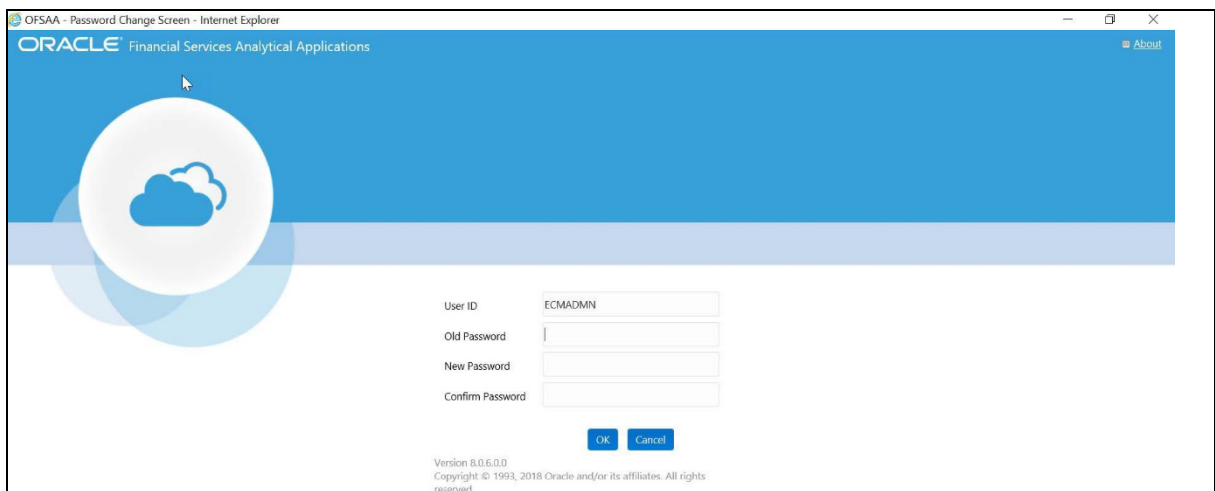 OFSAA - Password Change Screen - Internet Explorer
ORACLE® Financial Services Analytical Applications
About
User ID ECMADMN
Old Password
New Password
Confirm Password
OK Cancel
Version 8.0.6.0.0
Copyright © 1993, 2018 Oracle and/or its affiliates. All rights
reserved